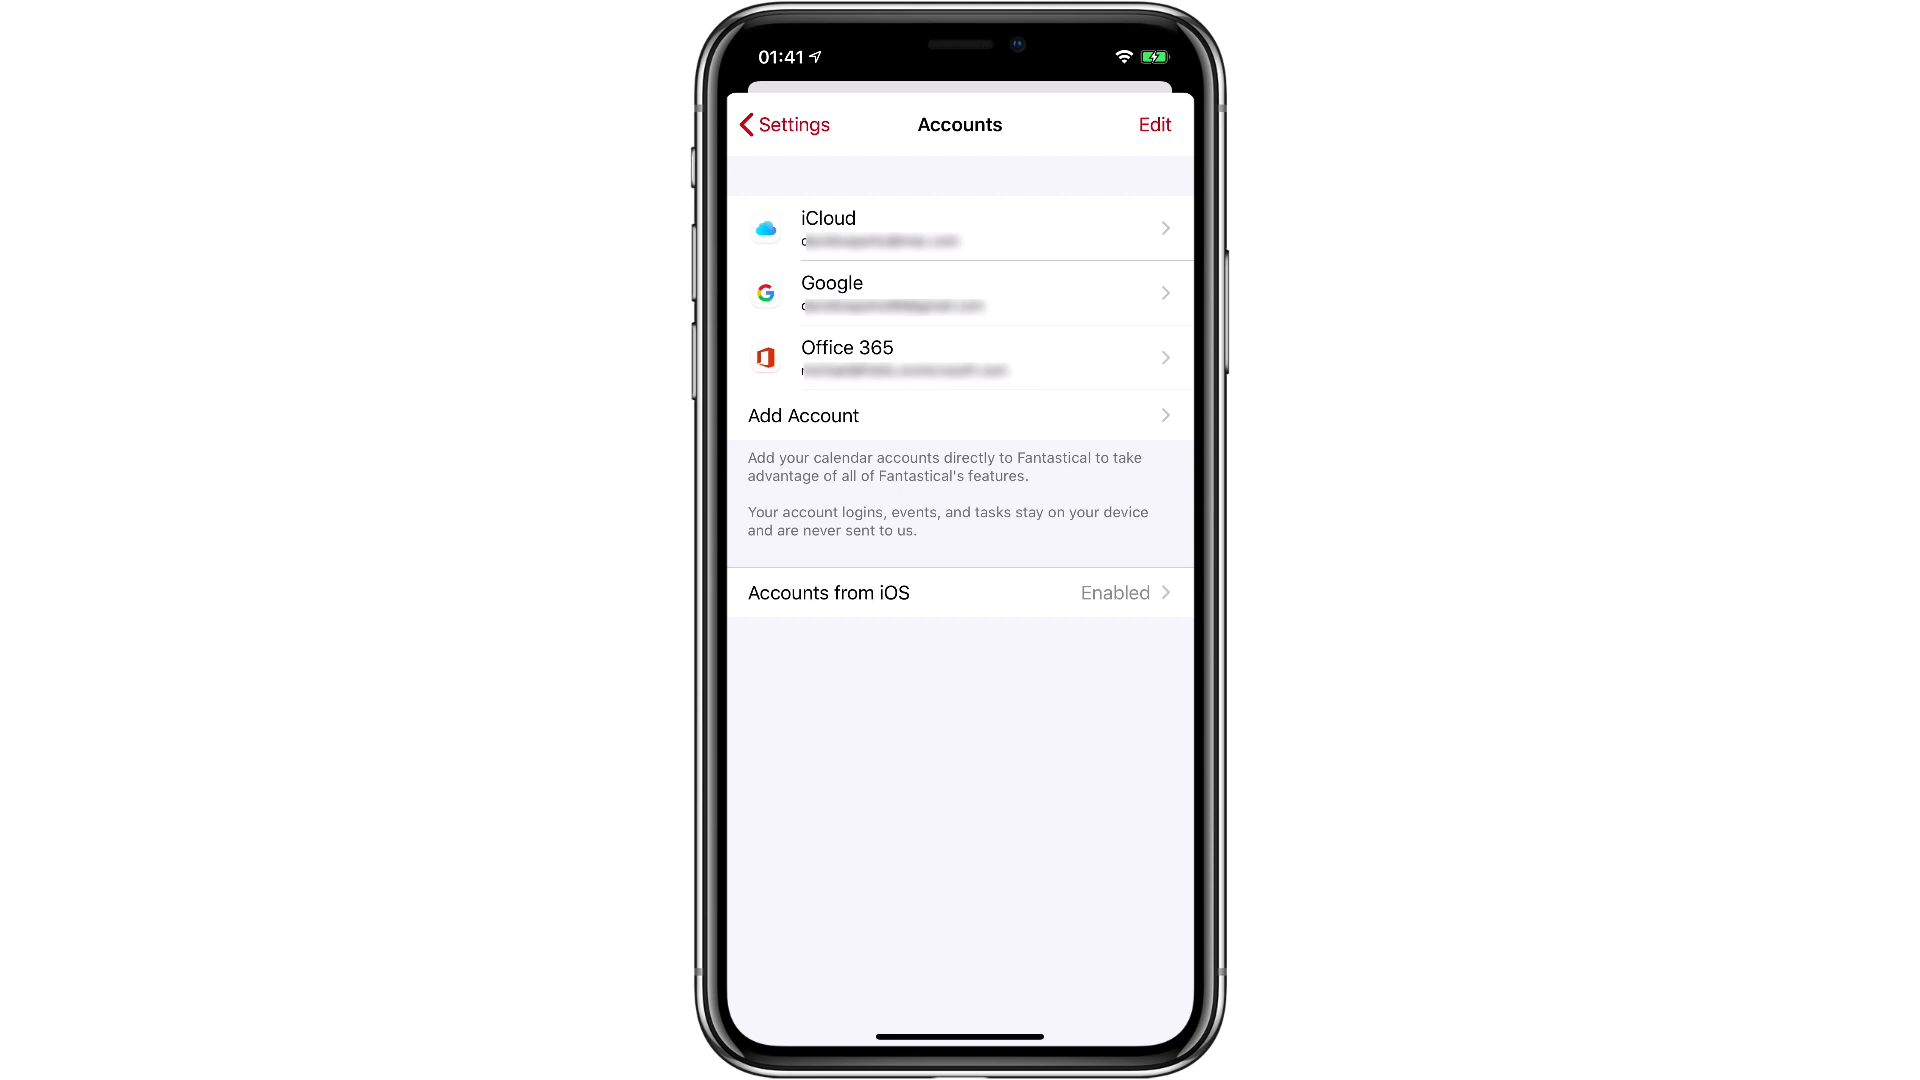 01:41
Settings
Accounts
Edit
iCloud
Google
Office 365
Add Account
Add your calendar accounts directly to Fantastical to take
advantage of all of Fantastical's features.
Your account logins, events, and tasks stay on your device
and are never sent to us.
Accounts from iOS
Enabled